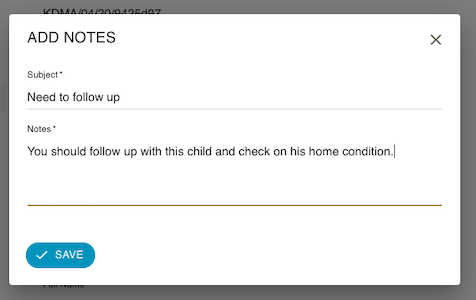 KDMA/04/20/9425d97
ADD NOTES
Subject *
Need to follow up
Notes *
You should follow up with this child and check on his home condition.
SAVE
Full Name